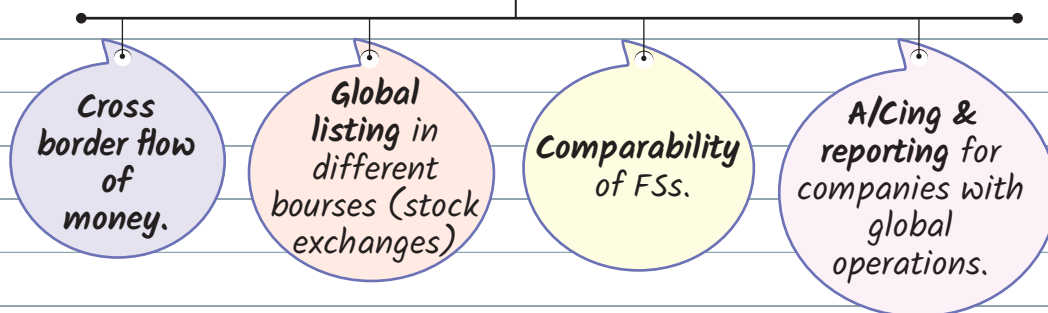 Cross
border flow
of
money.
Global
listing in
different
bourses (stock
exchanges)
Comparability
of FSs.
A/Cing &
reporting for
companies with
global
operations.